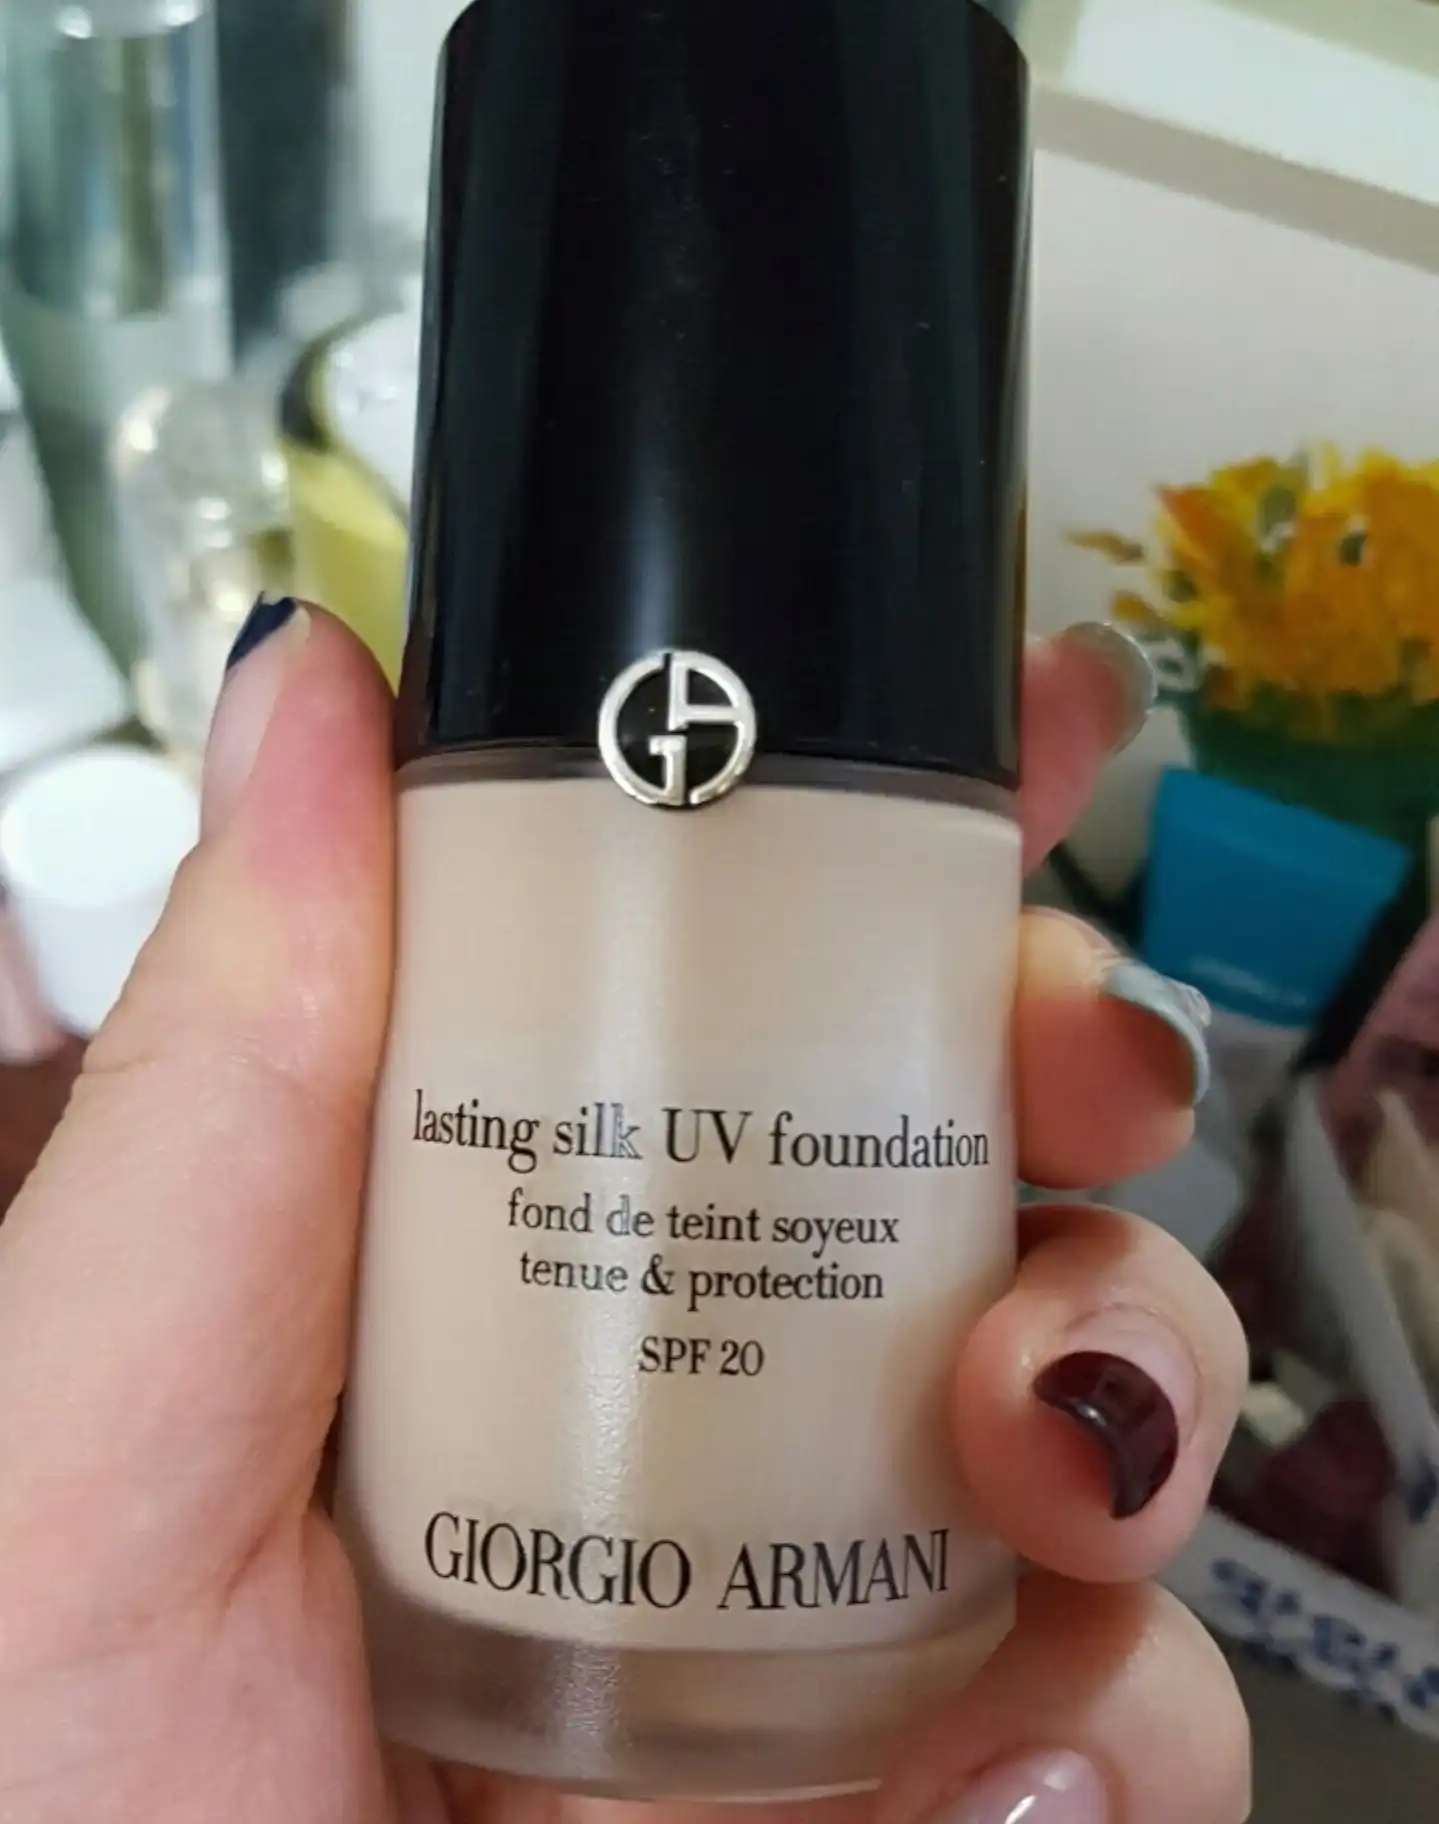 lasting silk UV foundation
fond de teint soyeux
tenue & protection
SPF 20
GIORGIO ARMANI